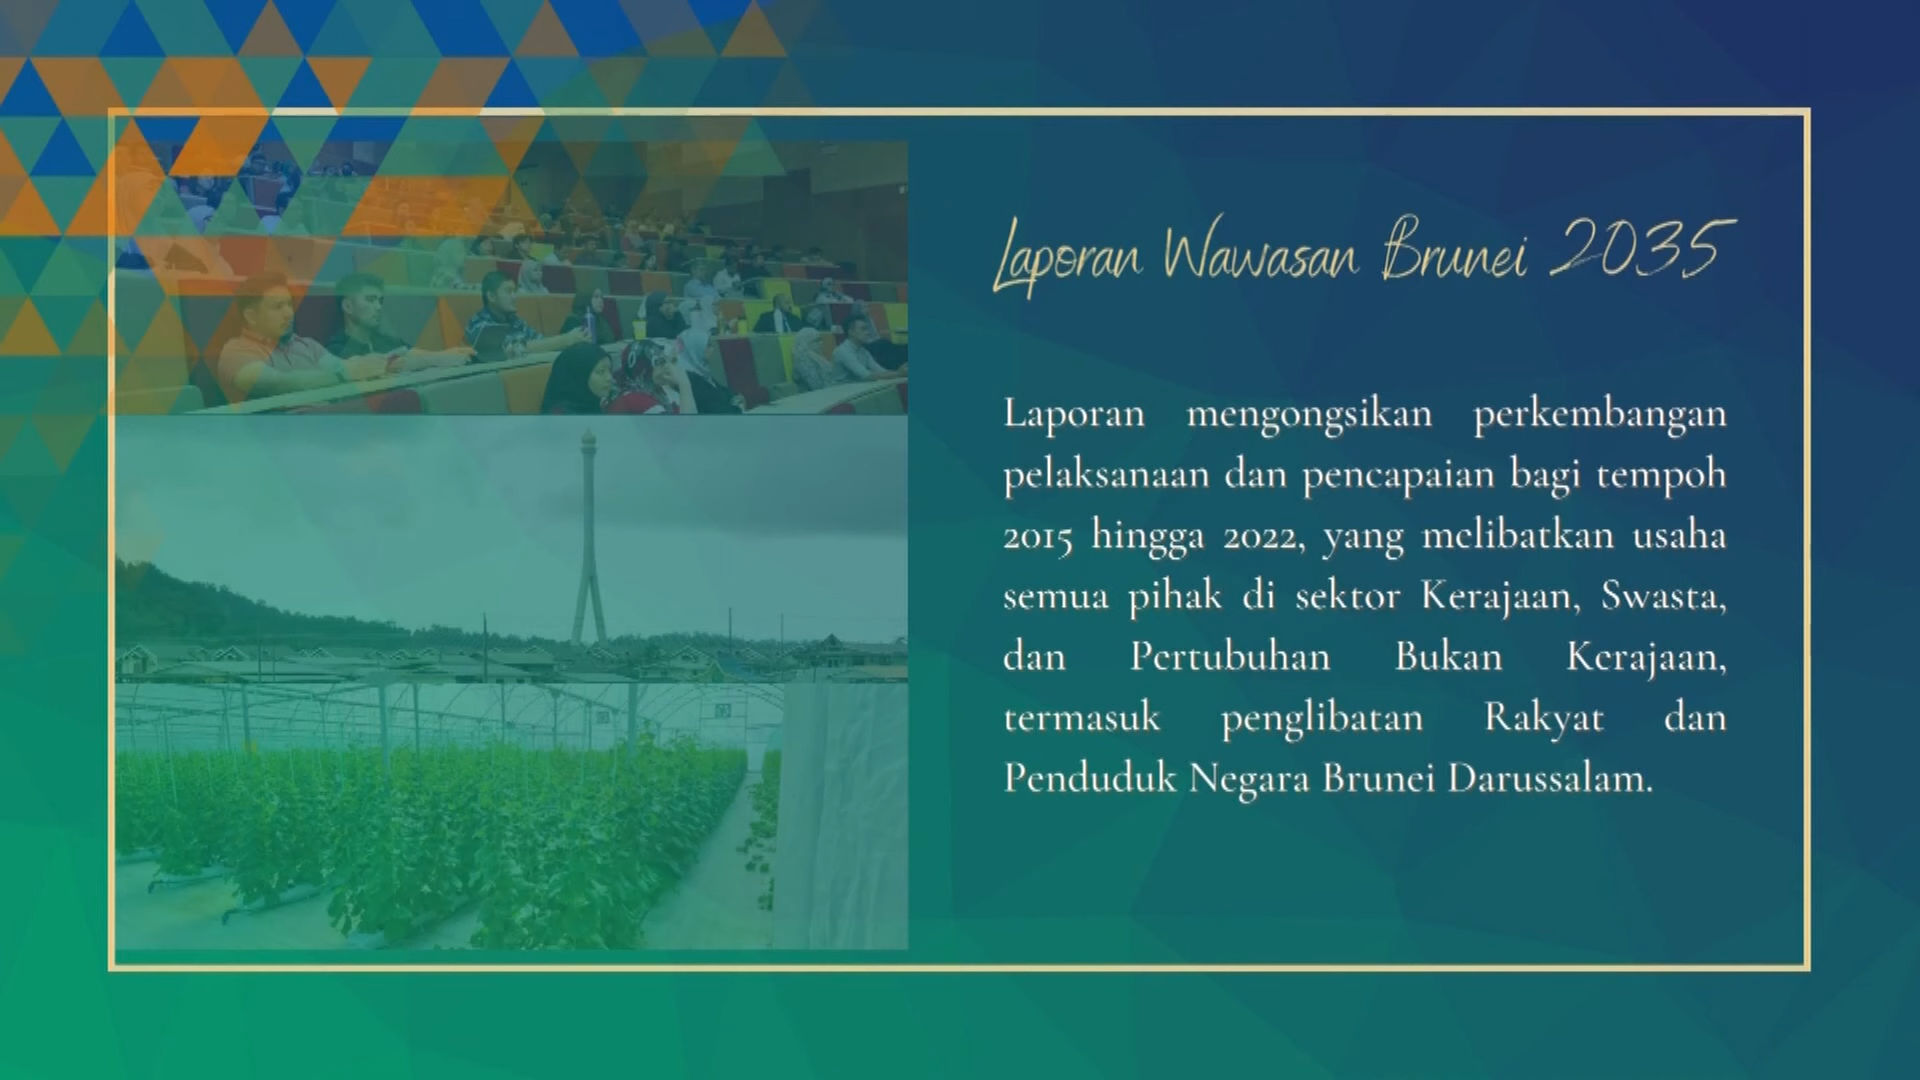 Laporan Wawasan Brunei 2035
Laporan mengongsikan perkembangan
pelaksanaan dan pencapaian bagi tempoh
2015 hingga 2022, yang melibatkan usaha
semua pihak di sektor Kerajaan, Swasta,
dan Pertubuhan Bukan Kerajaan,
termasuk penglibatan Rakyat dan
Penduduk Negara Brunei Darussalam.